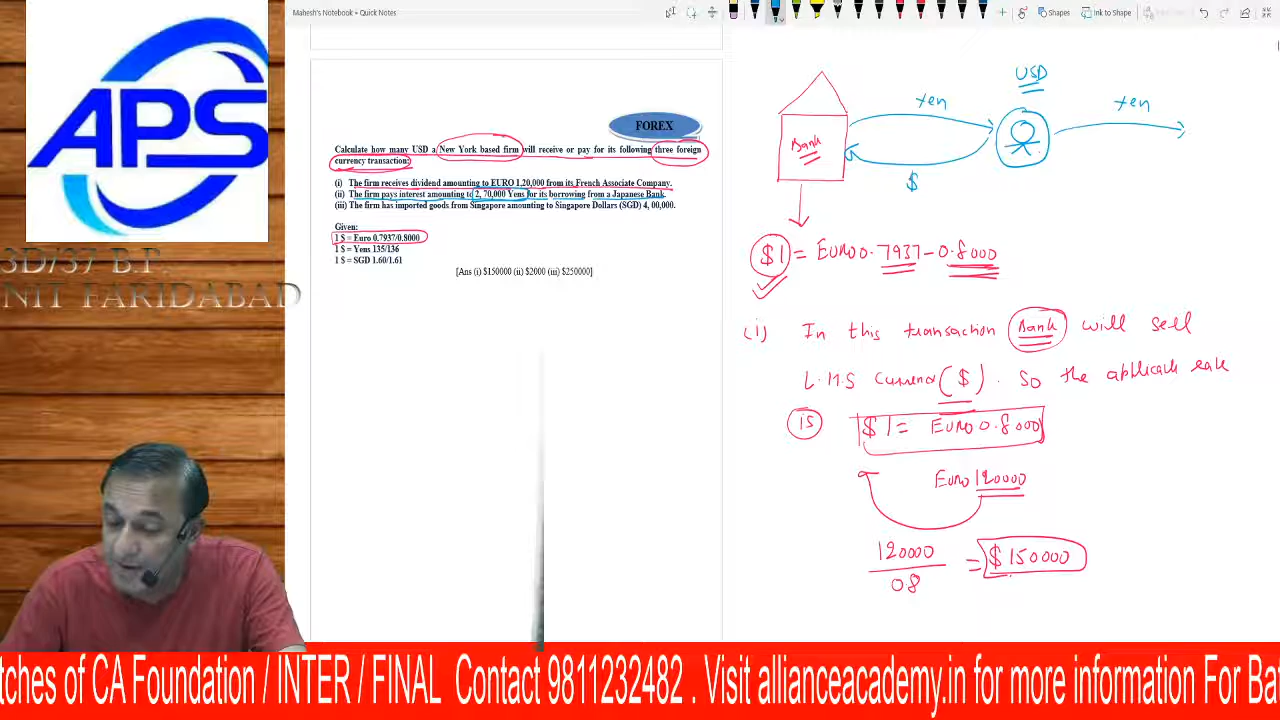 APS
3D/37 B.P.
NIT FARIDABAD
Mahesh's Notebook • Quick Notes
Shapes
Ink to Shape
FOREX
Calculate how many USD a New York based firm will receive or pay for its following three foreign
currency transaction:
(i) The firm receives dividend amounting to EURO 1,20,000 from its French Associate Company.
(ii) The firm pays interest amounting to 2, 70,000 Yens for its borrowing from a Japanese Bank.
(iii) The firm has imported goods from Singapore amounting to Singapore Dollars (SGD) 4, 00,000.
Given:
1 $ = Euro 0.7937/0.8000
1 $ = Yens 135/136
1 $ = SGD 1.60/1.61
[Ans (i) $150000 (ii) $2000 (iii) $250000]
USD
Yen
Yen
Bank
$
$1 = EURO 0.7937 - 0.8000
(i) In this transaction Bank will sell
L.H.S currency ($). So the applicable rate
is $1 = EURO 0.8000
Euro 120000
120000
08
= $150000
tches of CA Foundation / INTER / FINAL Contact 9811232482 . Visit allianceacademy.in for more information For Bat